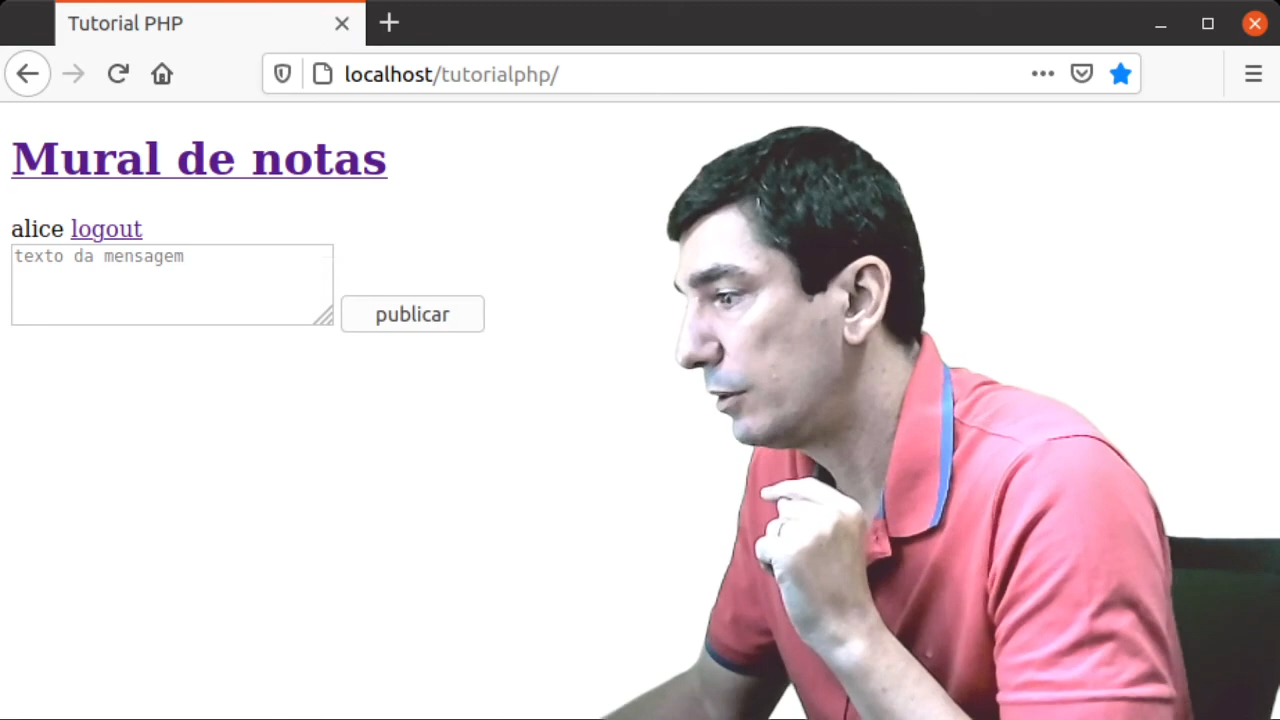 Tutorial PHP
localhost/tutorialphp/
Mural de notas
alice logout
texto da mensagem
publicar